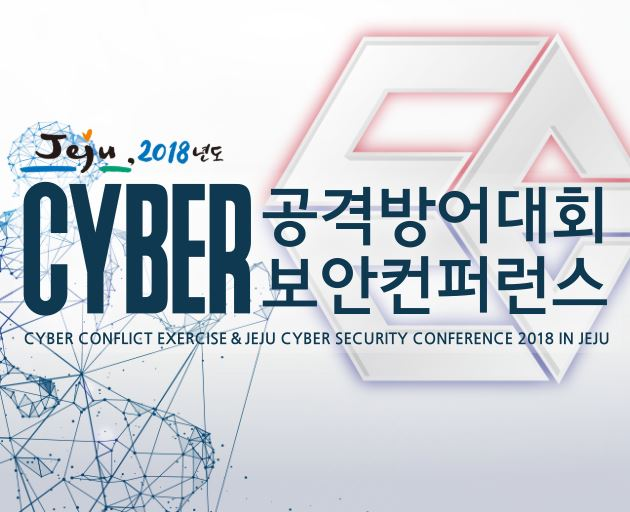 Jeju, 2018년도
CYBER 공격방어대회
보안컨퍼런스
CYBER CONFLICT EXERCISE & JEJU CYBER SECURITY CONFERENCE 2018 IN JEJU